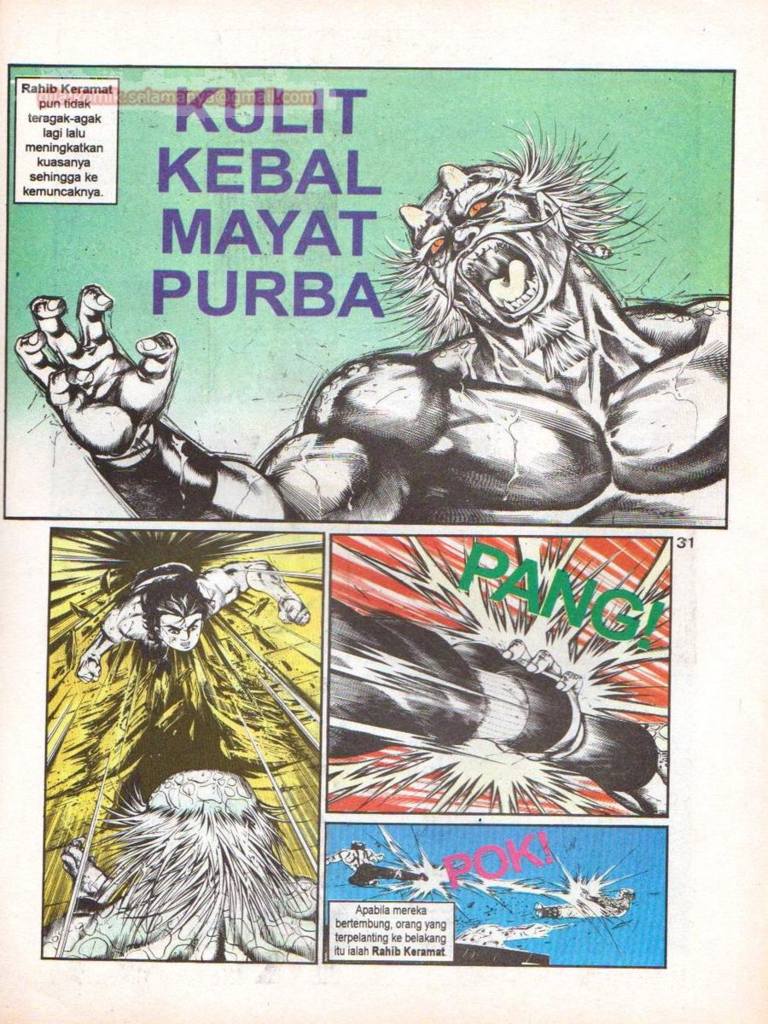 Rahib Keramat
pun tidak
teragak-agak
lagi lalu
meningkatkan
kuasanya
sehingga ke
kemuncaknya.
KULIT
KEBAL
MAYAT
PURBA
31
PANG!
POK!
Apabila mereka
bertembung, orang yang
terpelanting ke belakang
itu ialah Rahib Keramat.